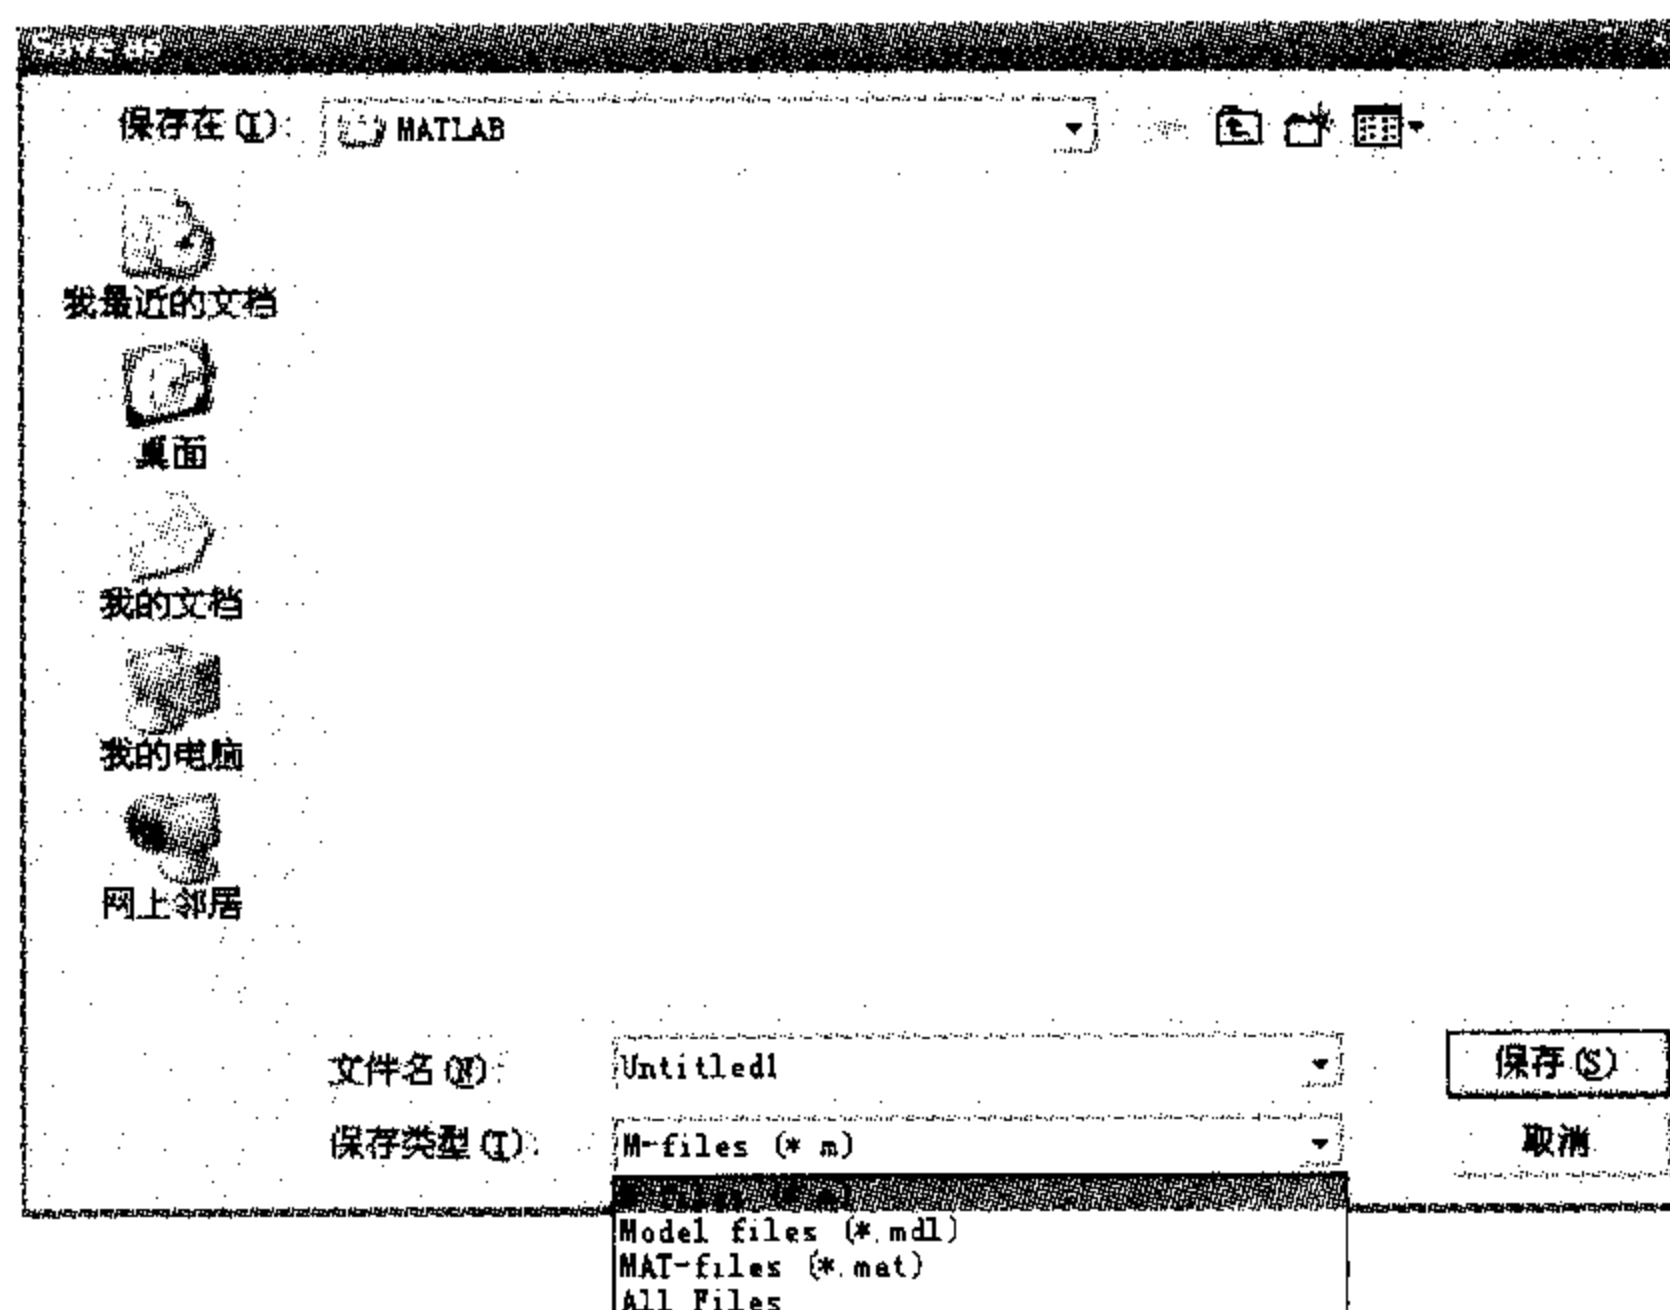 Save as
保存在(I):
MATLAB
我最近的文档
桌面
我的文档
我的电脑
网上邻居
文件名(N):
Untitled1
保存(S)
保存类型(T):
M-files (*.m)
取消
M-files (*.m)
Model files (*.mdl)
MAT-files (*.mat)
All Files